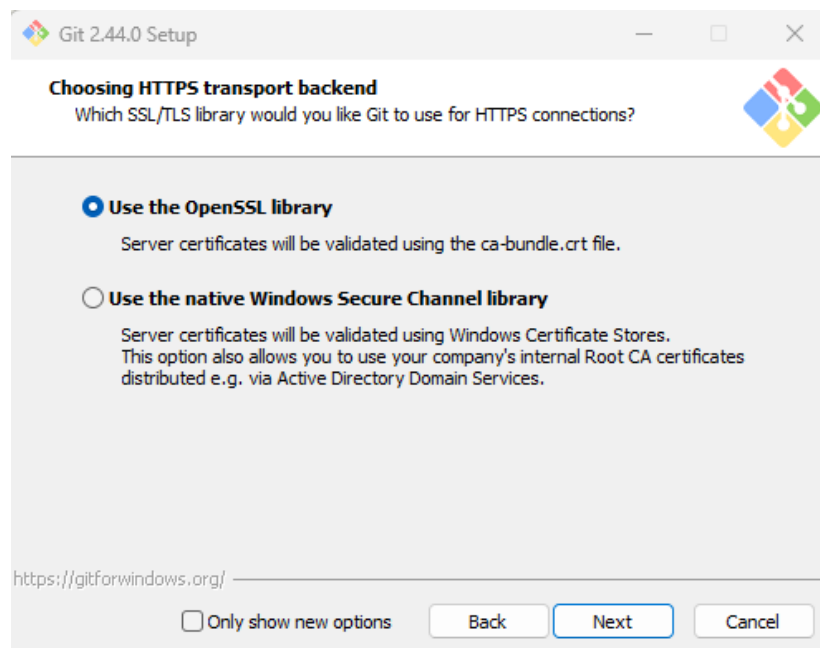 Git 2.44.0 Setup
Choosing HTTPS transport backend
Which SSL/TLS library would you like Git to use for HTTPS connections?
Use the OpenSSL library
Server certificates will be validated using the ca-bundle.crt file.
Use the native Windows Secure Channel library
Server certificates will be validated using Windows Certificate Stores.
This option also allows you to use your company's internal Root CA certificates
distributed e.g. via Active Directory Domain Services.
https://gitforwindows.org/
Only show new options
Back
Next
Cancel